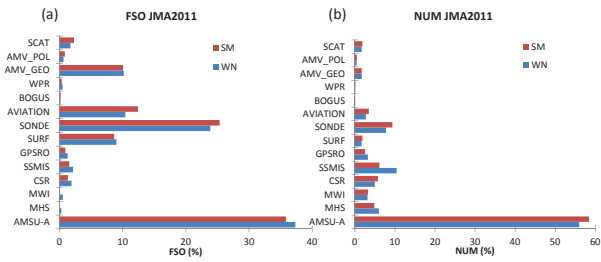 (a)
FSO JMA2011
SCAT
AMV_POL
AMV_GEO
WPR
BOGUS
AVIATION
SONDE
SURF
GPSRO
SSMIS
CSR
MWI
MHS
AMSU-A
SM
WN
0 10 20 30 40
FSO (%)
(b)
NUM JMA2011
SCAT
AMV_POL
AMV_GEO
WPR
BOGUS
AVIATION
SONDE
SURF
GPSRO
SSMIS
CSR
MWI
MHS
AMSU-A
SM
WN
0 10 20 30 40 50 60
NUM (%)